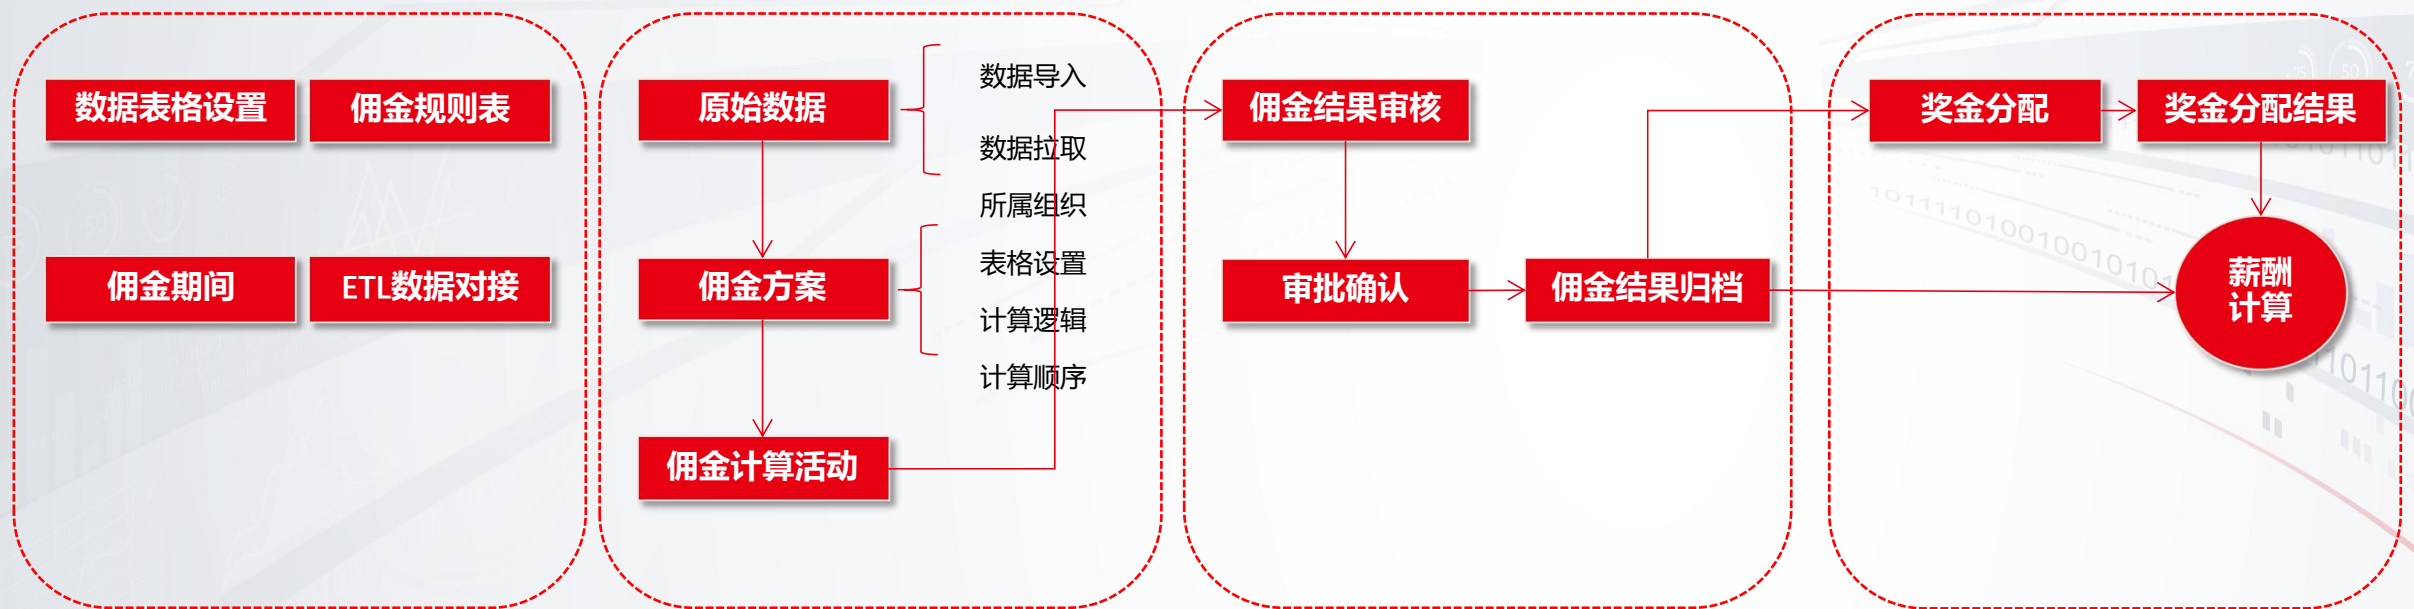 数据表格设置
佣金规则表
佣金期间
ETL数据对接
原始数据
数据导入
数据拉取
所属组织
佣金方案
表格设置
计算逻辑
计算顺序
佣金计算活动
佣金结果审核
审批确认
佣金结果归档
奖金分配
奖金分配结果
薪酬
计算